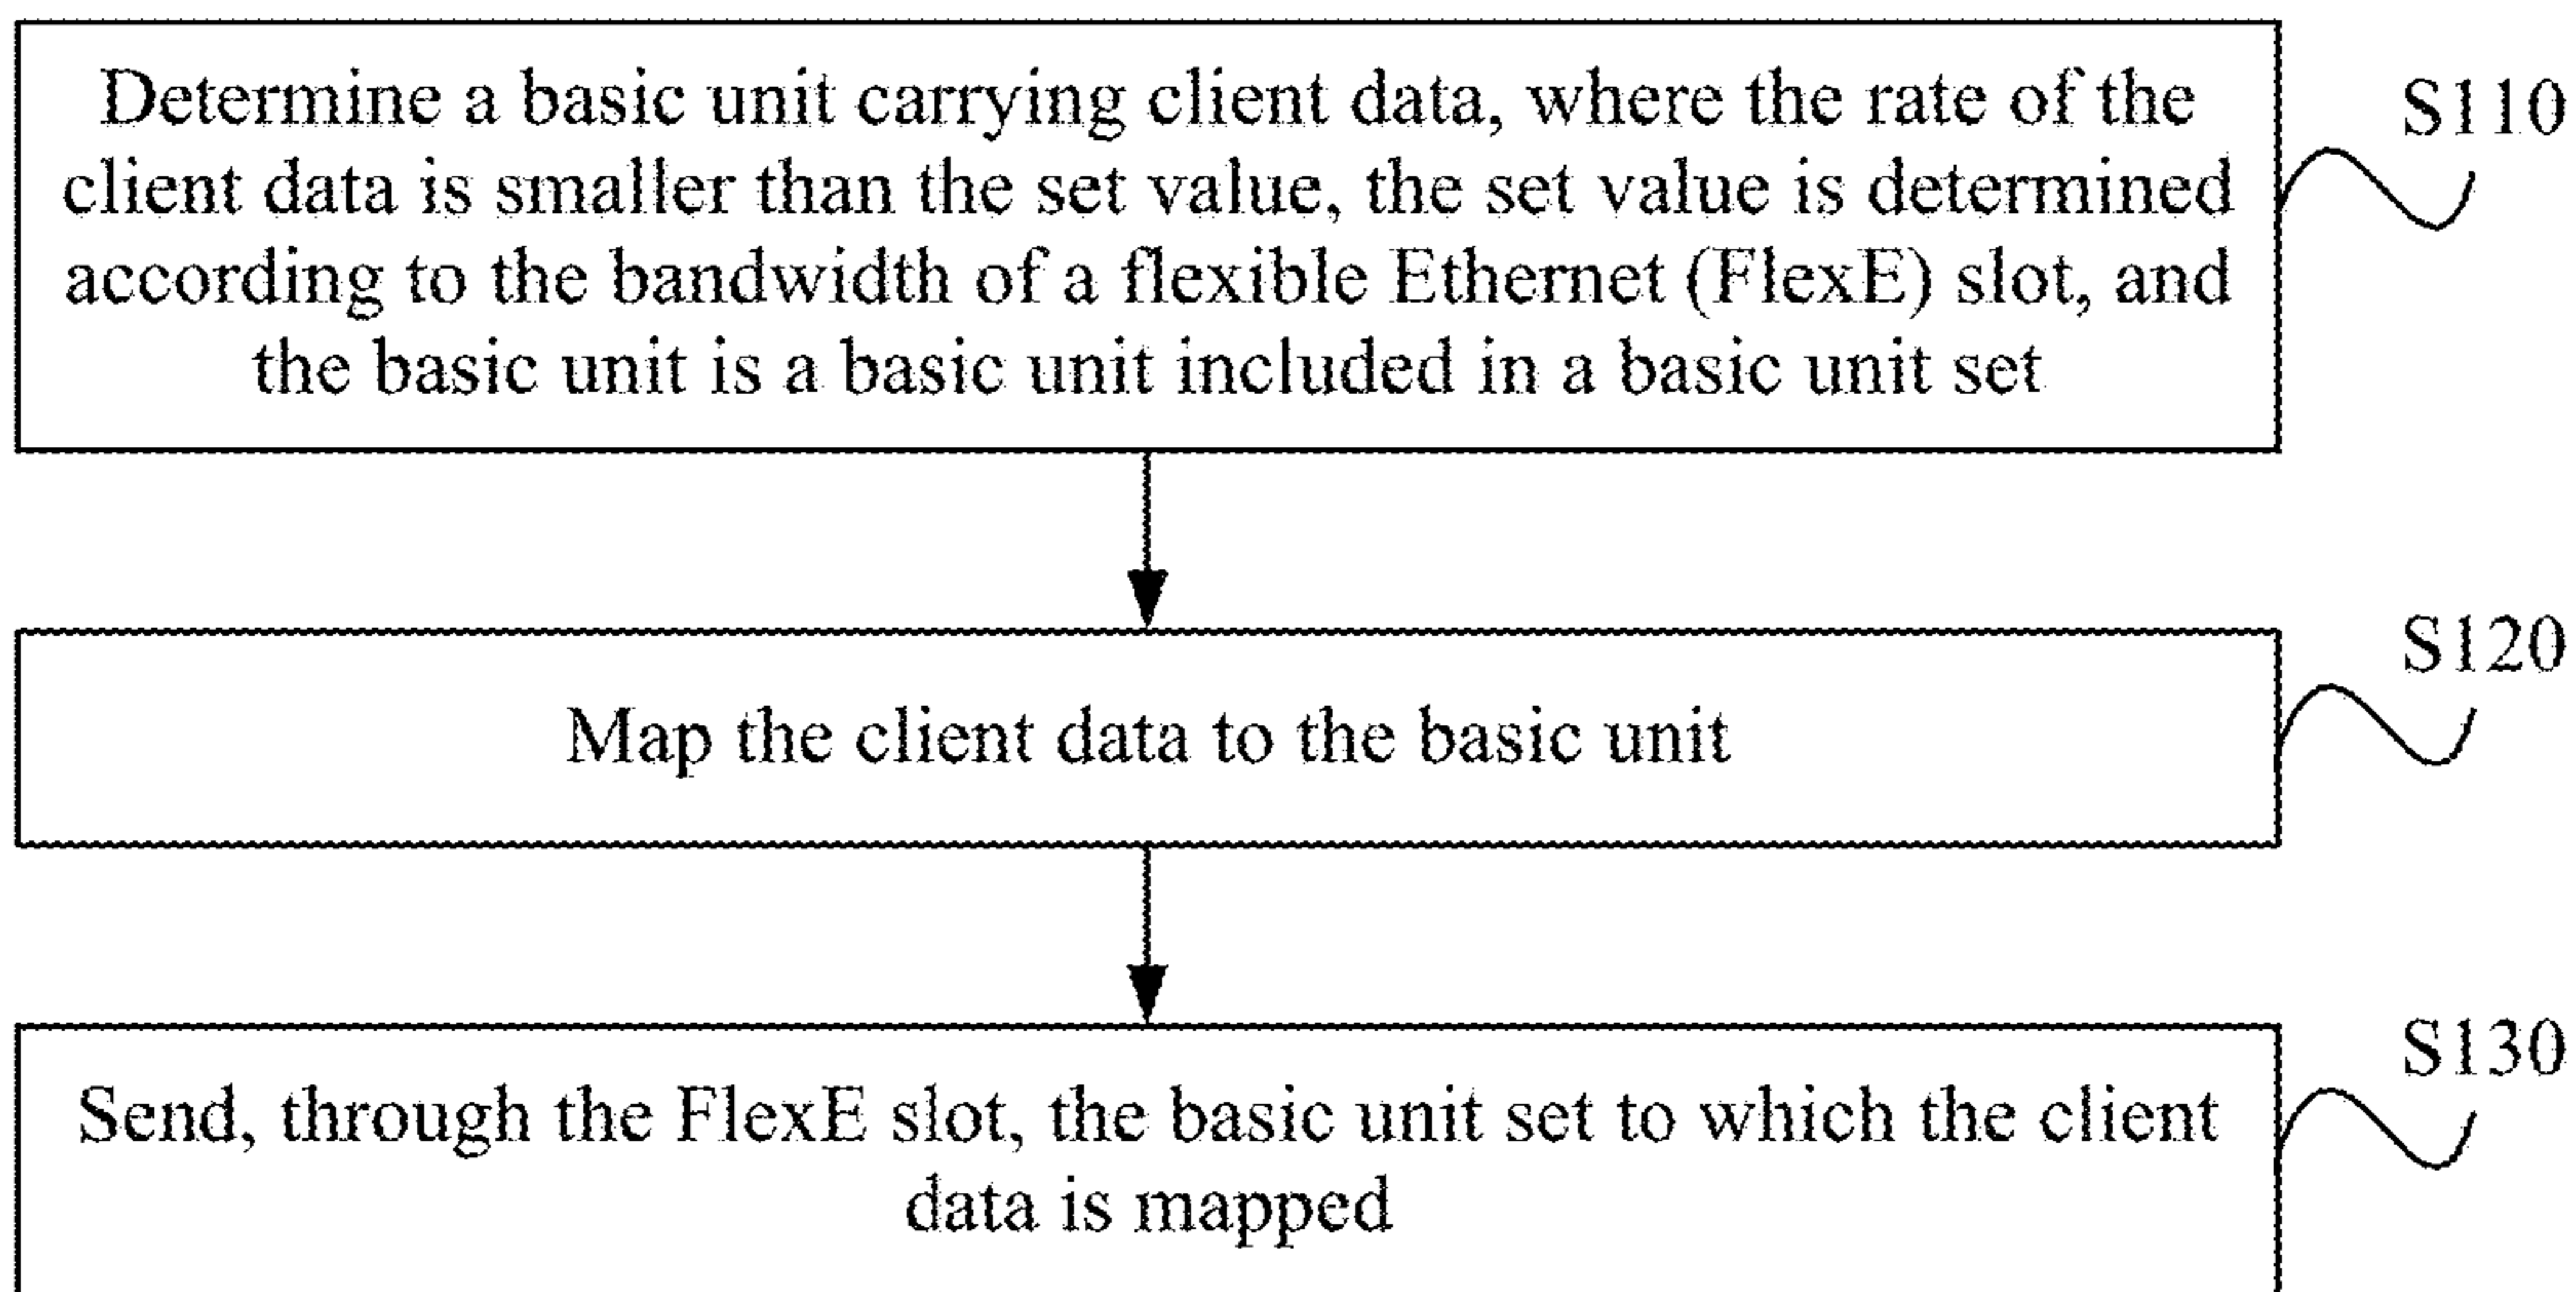 Determine a basic unit carrying client data, where the rate of the
client data is smaller than the set value, the set value is determined
according to the bandwidth of a flexible Ethernet (FlexE) slot, and
the basic unit is a basic unit included in a basic unit set
S110
Map the client data to the basic unit
S120
Send, through the FlexE slot, the basic unit set to which the client
data is mapped
S130